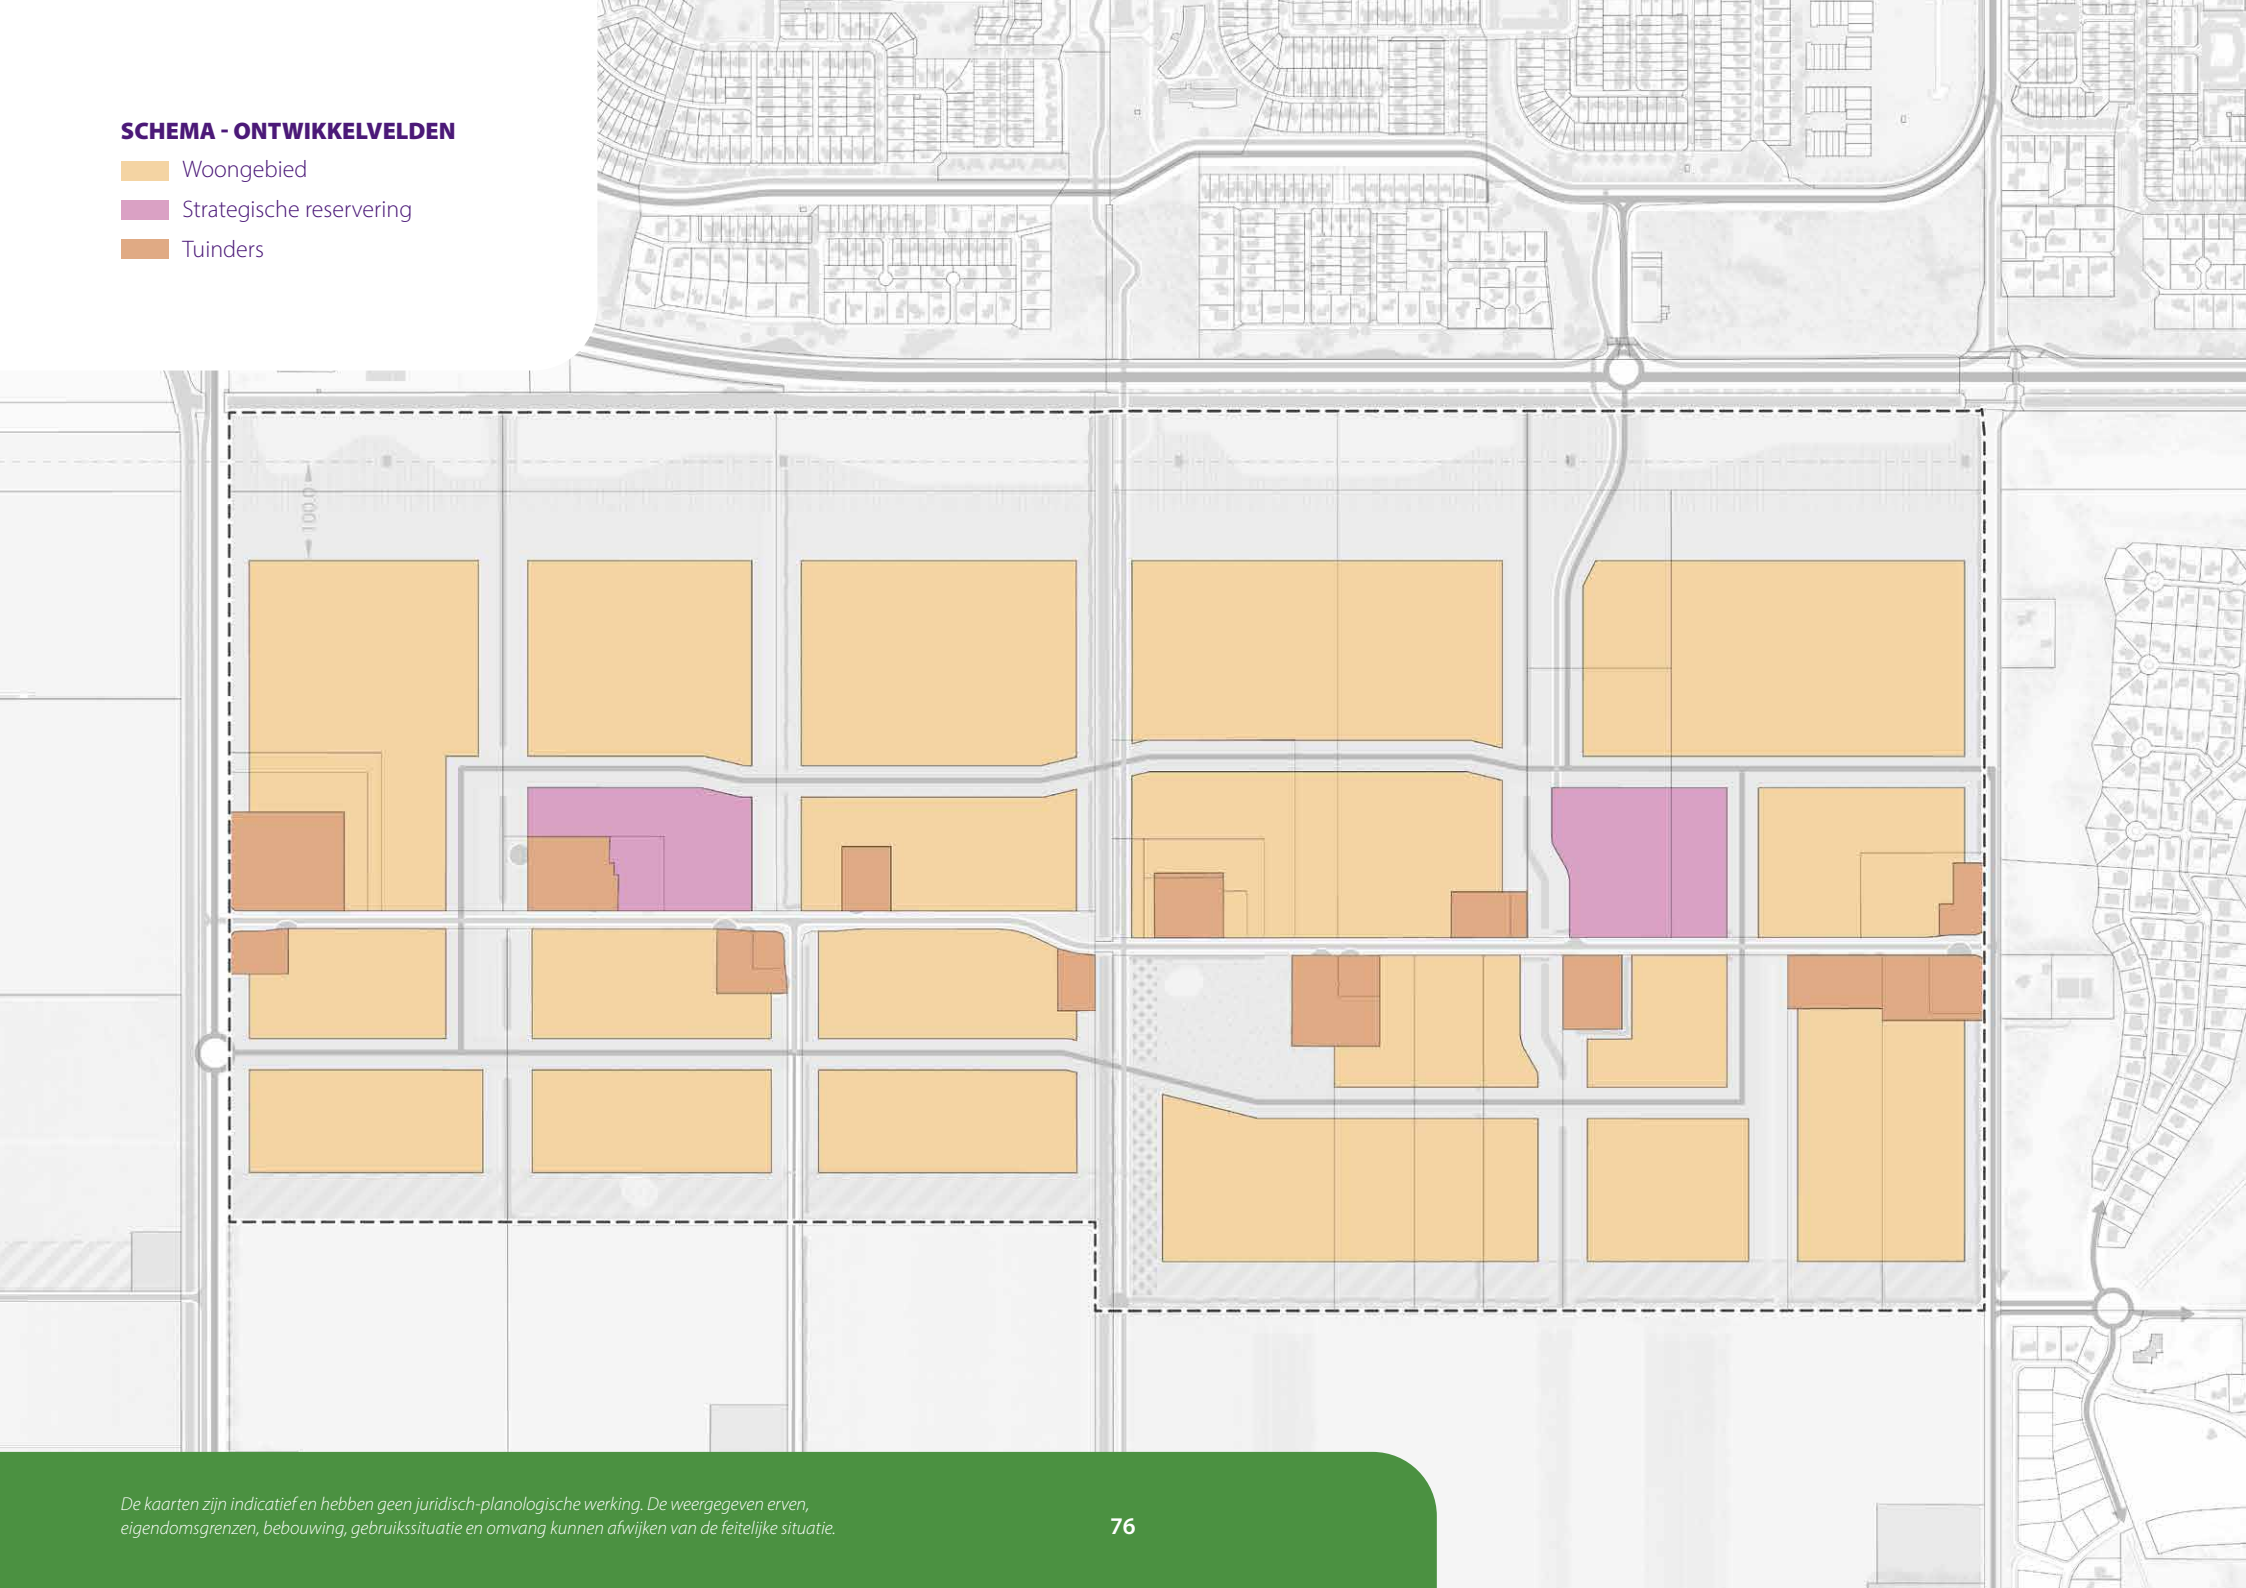 SCHEMA - ONTWIKKELVELDEN
Woongebied
Strategische reservering
Tuinders
100.0
De kaarten zijn indicatief en hebben geen juridisch-planologische werking. De weergegeven erven,
eigendomsgrenzen, bebouwing, gebruikssituatie en omvang kunnen afwijken van de feitelijke situatie.
76